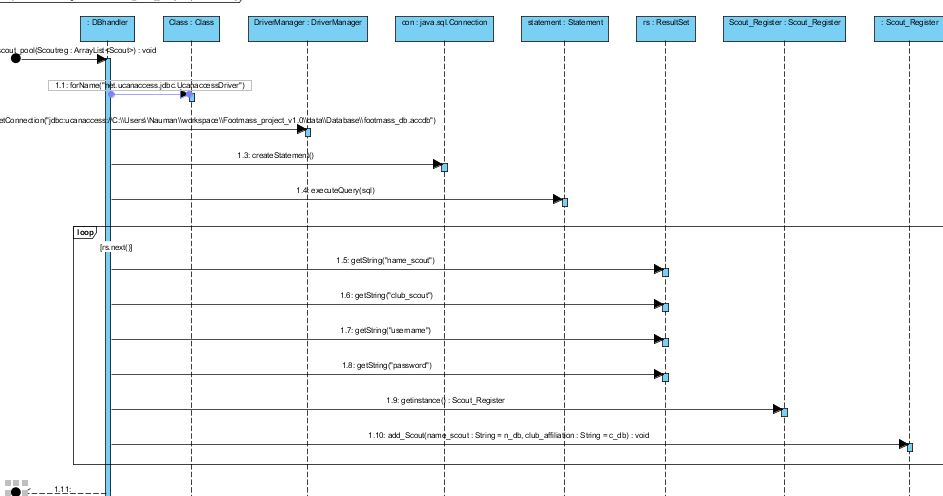 : DBhandler
Class : Class
DriverManager : DriverManager
con : java.sql.Connection
statement : Statement
rs : ResultSet
Scout_Register : Scout_Register
: Scout_Register
cout_pool(Scoutreg : ArrayList<Scout>) : void
1.1: forName("net.ucanaccess.jdbc.UcanaccessDriver")
etConnection("jdbc:ucanaccess://C:\\Users\\Nauman\\workspace\\Footmass_project_v1.0\\data\\Database\\footmass_db.accdb")
1.3: createStatement()
1.4: executeQuery(sql)
loop
[rs.next()]
1.5: getString("name_scout")
1.6: getString("club_scout")
1.7: getString("username")
1.8: getString("password")
1.9: getinstance() : Scout_Register
1.10: add_Scout(name_scout : String = n_db, club_affiliation : String = c_db) : void
1.11: